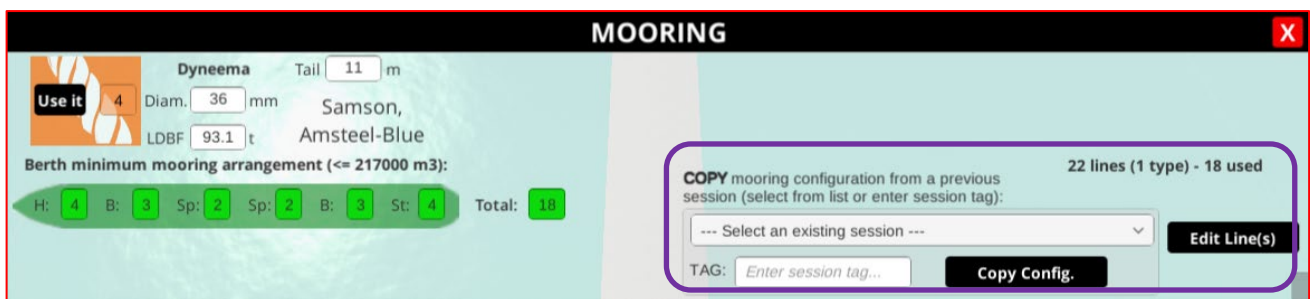 MOORING
X
Dyneema Tail 11 m
Use it 4 Diam. 36 mm Samson,
LDBF 93.1 t Amsteel-Blue
Berth minimum mooring arrangement (<= 217000 m3):
H: 4 B: 3 Sp: 2 Sp: 2 B: 3 St: 4 Total: 18
22 lines (1 type) - 18 used
COPY mooring configuration from a previous
session (select from list or enter session tag):
--- Select an existing session ---
Edit Line(s)
TAG: Enter session tag... Copy Config.